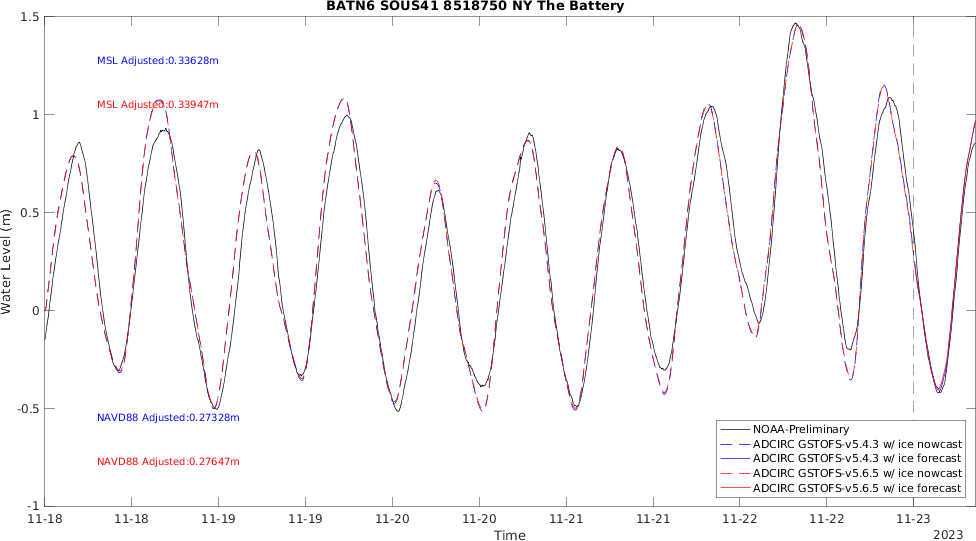 BATN6 SOUS41 8518750 NY The Battery
1.5
1
0.5
0
-0.5
-1
Water Level (m)
MSL Adjusted:0.33628m
MSL Adjusted:0.33947m
NAVD88 Adjusted:0.27328m
NAVD88 Adjusted:0.27647m
NOAA-Preliminary
ADCIRC GSTOFS-v5.4.3 w/ ice nowcast
ADCIRC GSTOFS-v5.4.3 w/ ice forecast
ADCIRC GSTOFS-v5.6.5 w/ ice nowcast
ADCIRC GSTOFS-v5.6.5 w/ ice forecast
11-18 11-18 11-19 11-19 11-20 11-20 11-21 11-21 11-22 11-22 11-23
Time
2023